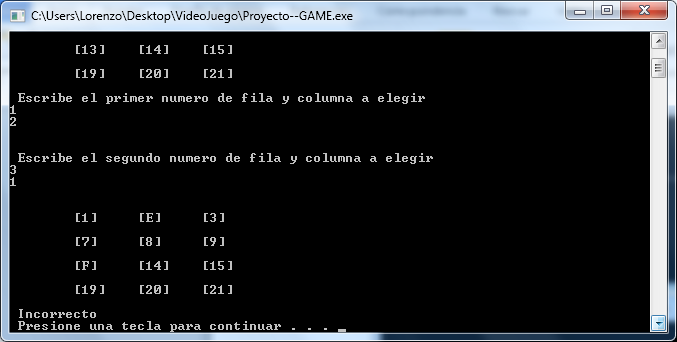 C:\Users\Lorenzo\Desktop\VideoJuego\Proyecto--GAME.exe
[13] [14] [15]
[19] [20] [21]
Escribe el primer numero de fila y columna a elegir
1
2
Escribe el segundo numero de fila y columna a elegir
3
1
[1] [E] [3]
[7] [8] [9]
[F] [14] [15]
[19] [20] [21]
Incorrecto
Presione una tecla para continuar . . . _